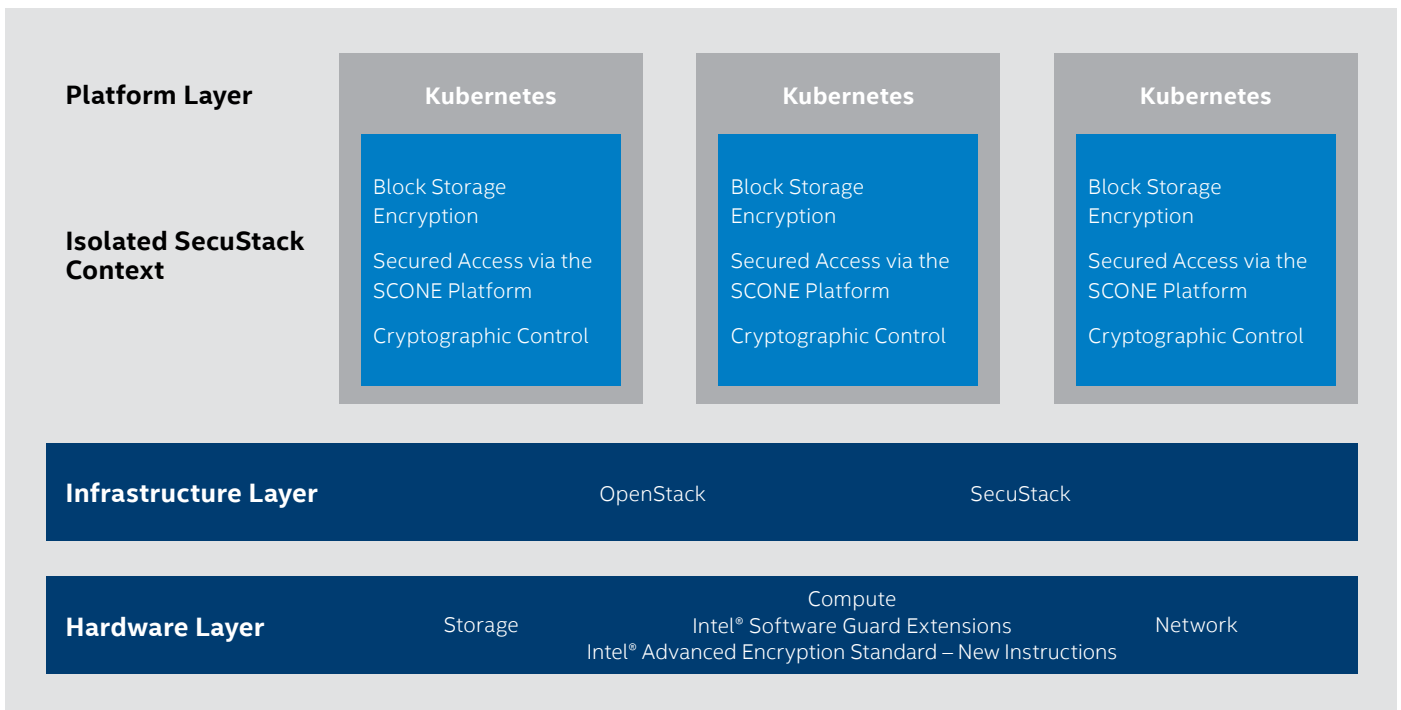 Platform Layer
Kubernetes
Kubernetes
Kubernetes
Isolated SecuStack
Context
Block Storage
Encryption
Secured Access via the
SCONE Platform
Cryptographic Control
Block Storage
Encryption
Secured Access via the
SCONE Platform
Cryptographic Control
Block Storage
Encryption
Secured Access via the
SCONE Platform
Cryptographic Control
Infrastructure Layer
OpenStack
SecuStack
Hardware Layer
Storage
Compute
Intel® Software Guard Extensions
Intel® Advanced Encryption Standard – New Instructions
Network